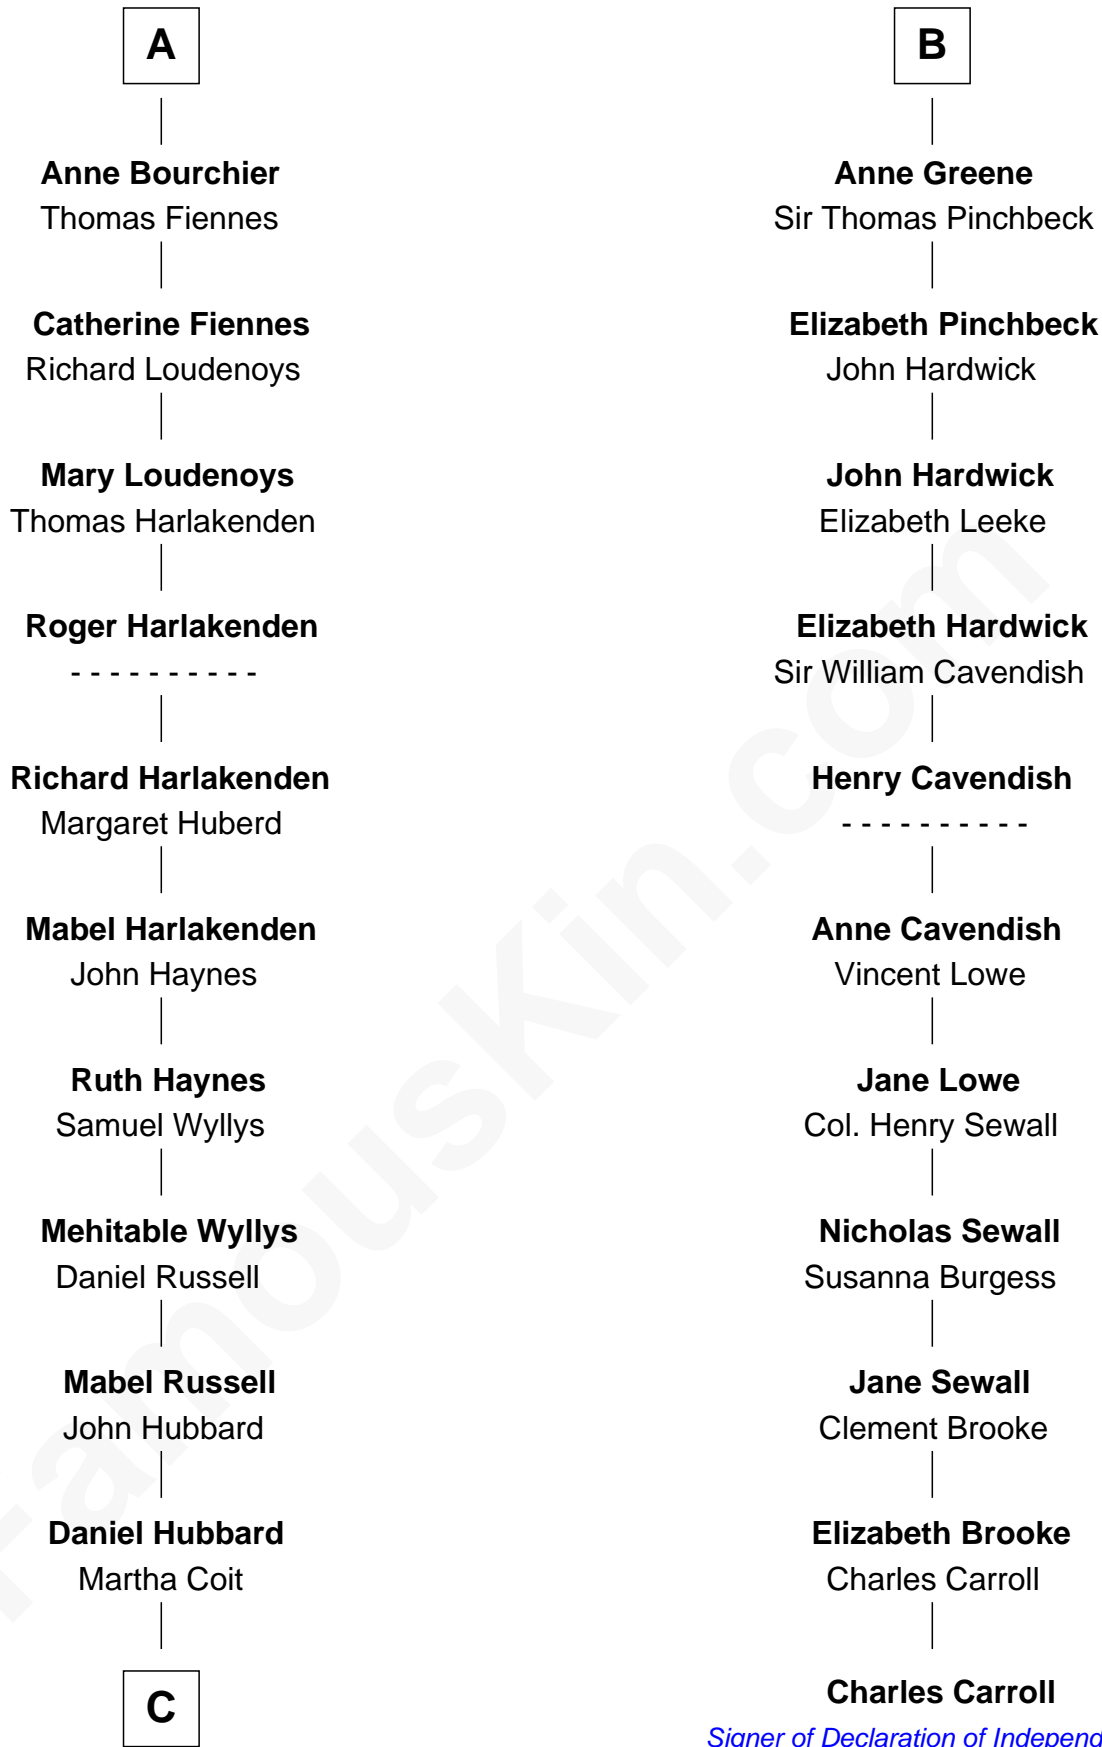 A
Anne Bourchier
Thomas Fiennes
Catherine Fiennes
Richard Loudenoys
Mary Loudenoys
Thomas Harlakenden
Roger Harlakenden
- - - - - - - - - -
Richard Harlakenden
Margaret Huberd
Mabel Harlakenden
John Haynes
Ruth Haynes
Samuel Wyllys
Mehitable Wyllys
Daniel Russell
Mabel Russell
John Hubbard
Daniel Hubbard
Martha Coit
C
B
Anne Greene
Sir Thomas Pinchbeck
Elizabeth Pinchbeck
John Hardwick
John Hardwick
Elizabeth Leeke
Elizabeth Hardwick
Sir William Cavendish
Henry Cavendish
- - - - - - - - - -
Anne Cavendish
Vincent Lowe
Jane Lowe
Col. Henry Sewall
Nicholas Sewall
Susanna Burgess
Jane Sewall
Clement Brooke
Elizabeth Brooke
Charles Carroll
Charles Carroll
Signer of Declaration of Independ
FamousKin.com